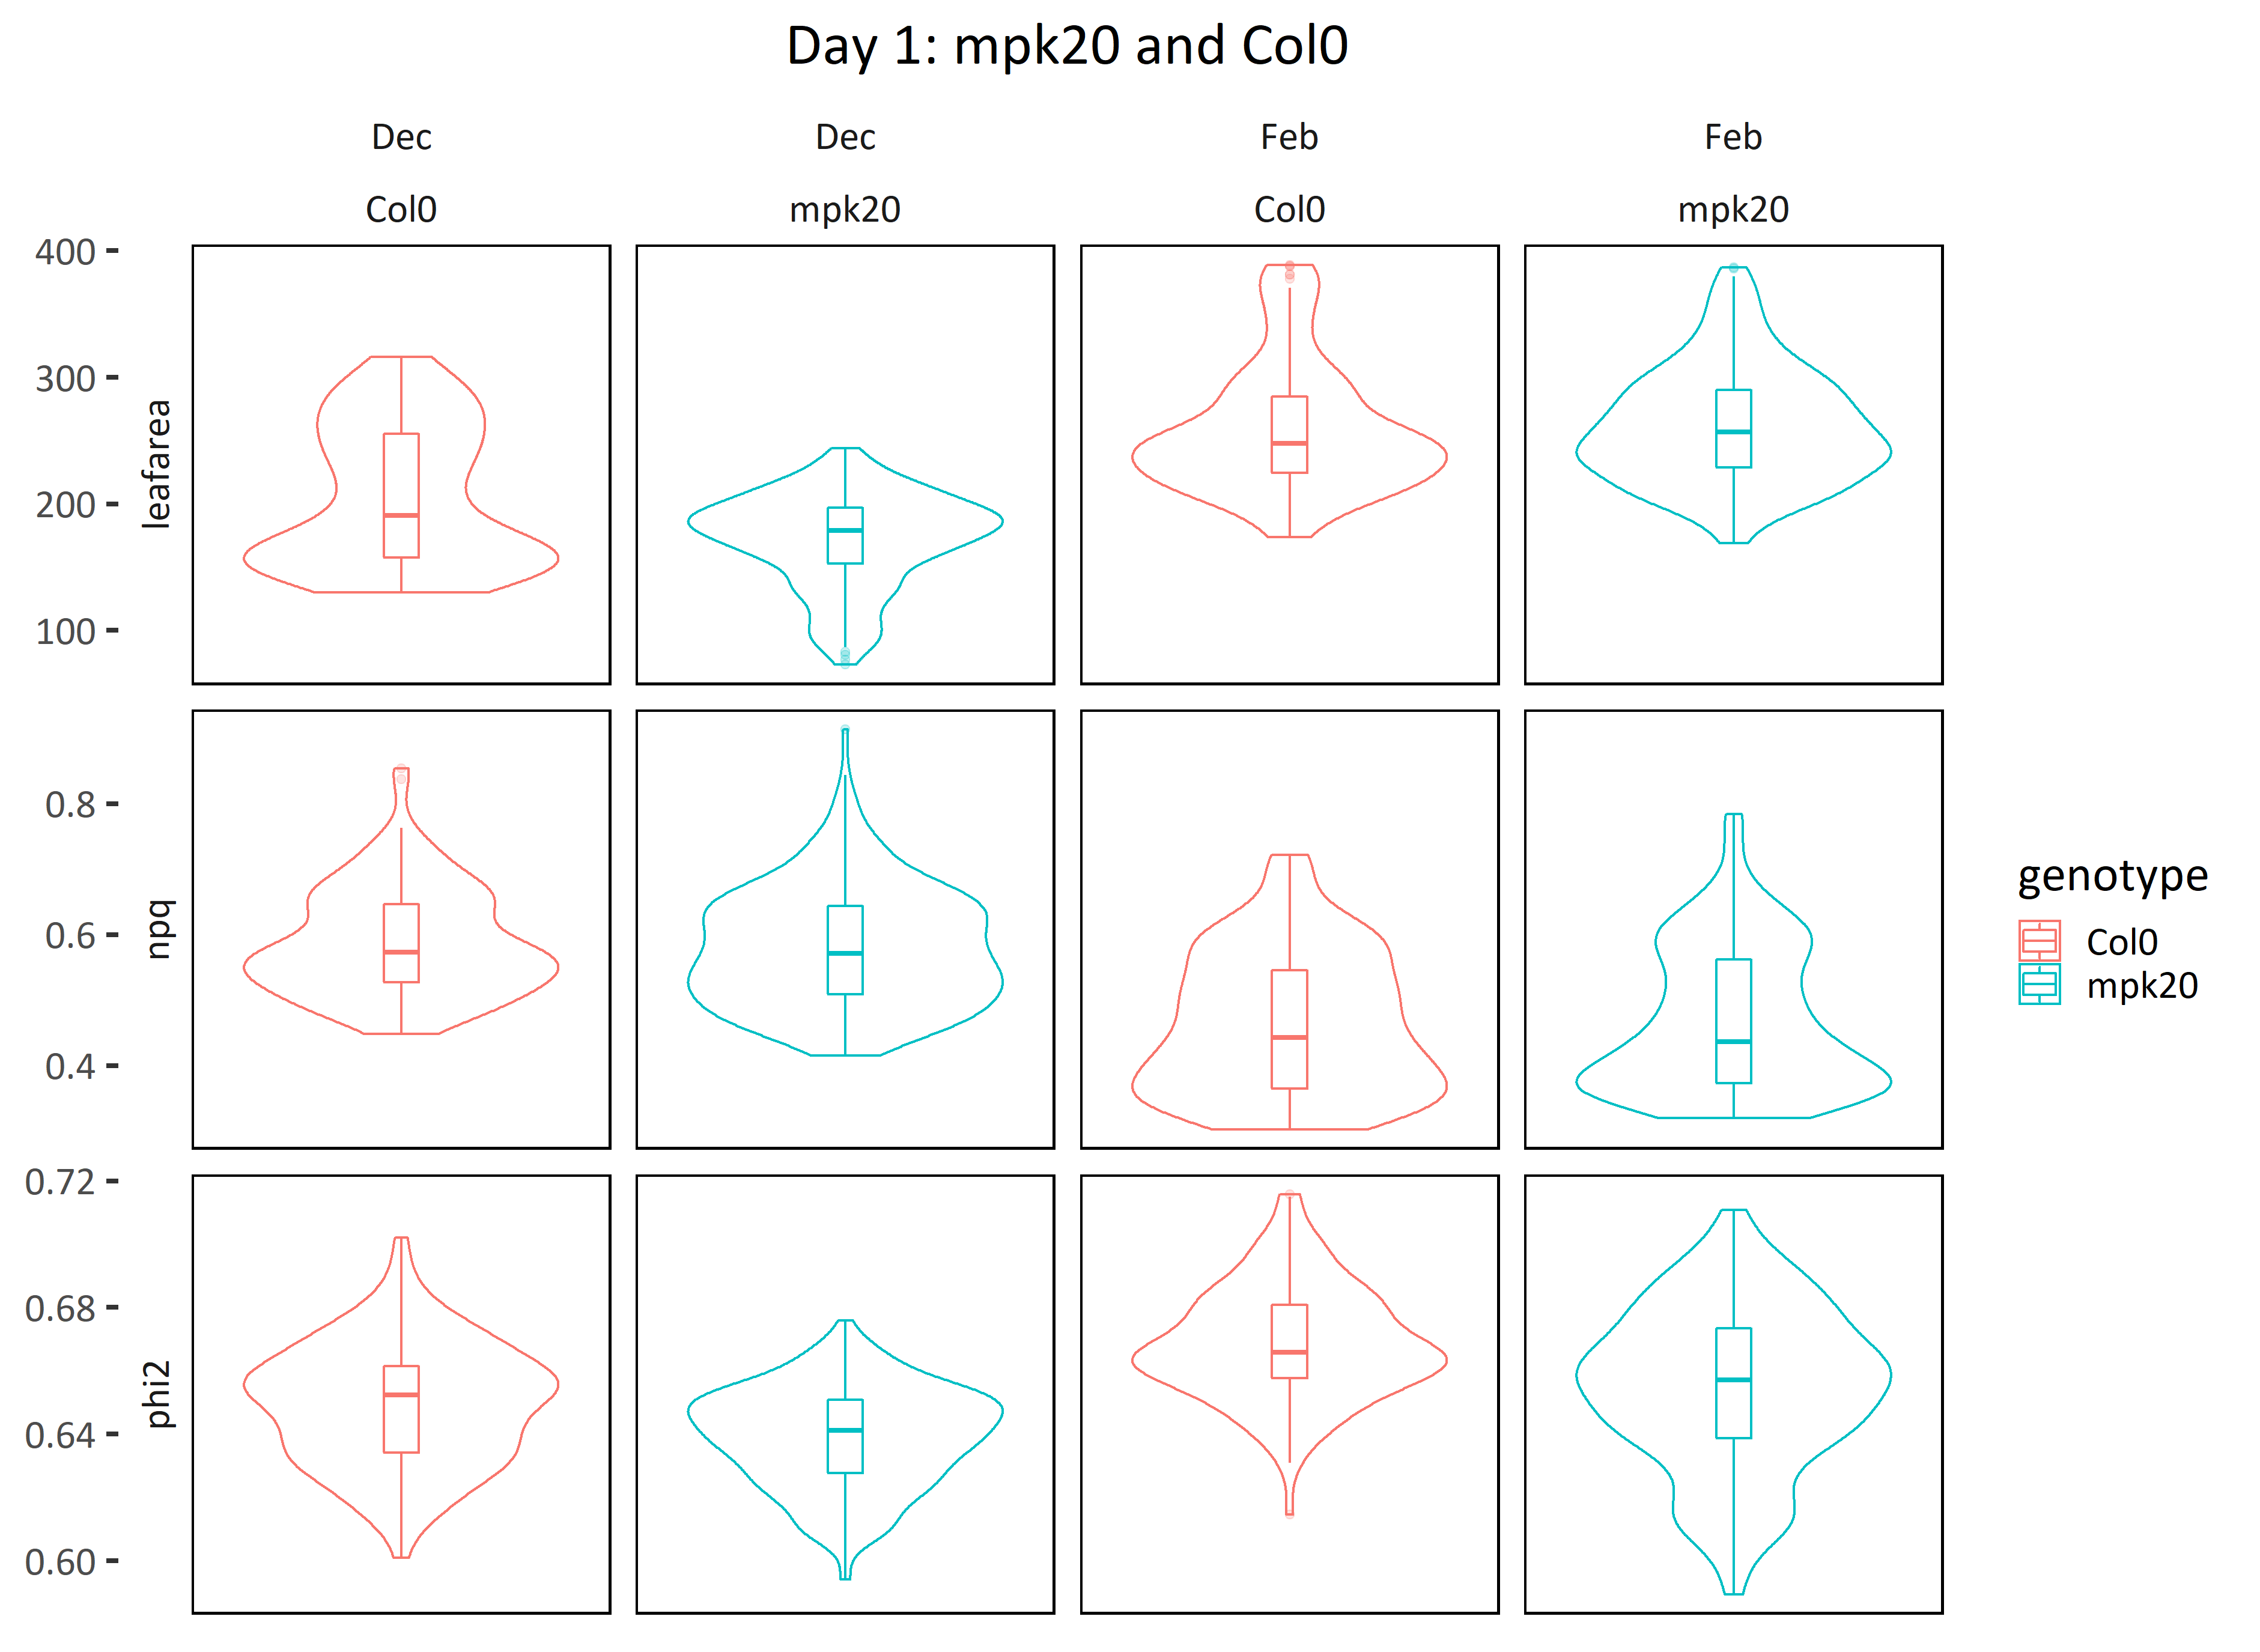 Day 1: mpk20 and Col0
Dec Dec Feb Feb
Col0 mpk20 Col0 mpk20
400
300
200
100
leafarea
0.8
0.6
0.4
npq
genotype
Col0
mpk20
0.72
0.68
0.64
0.60
phi2